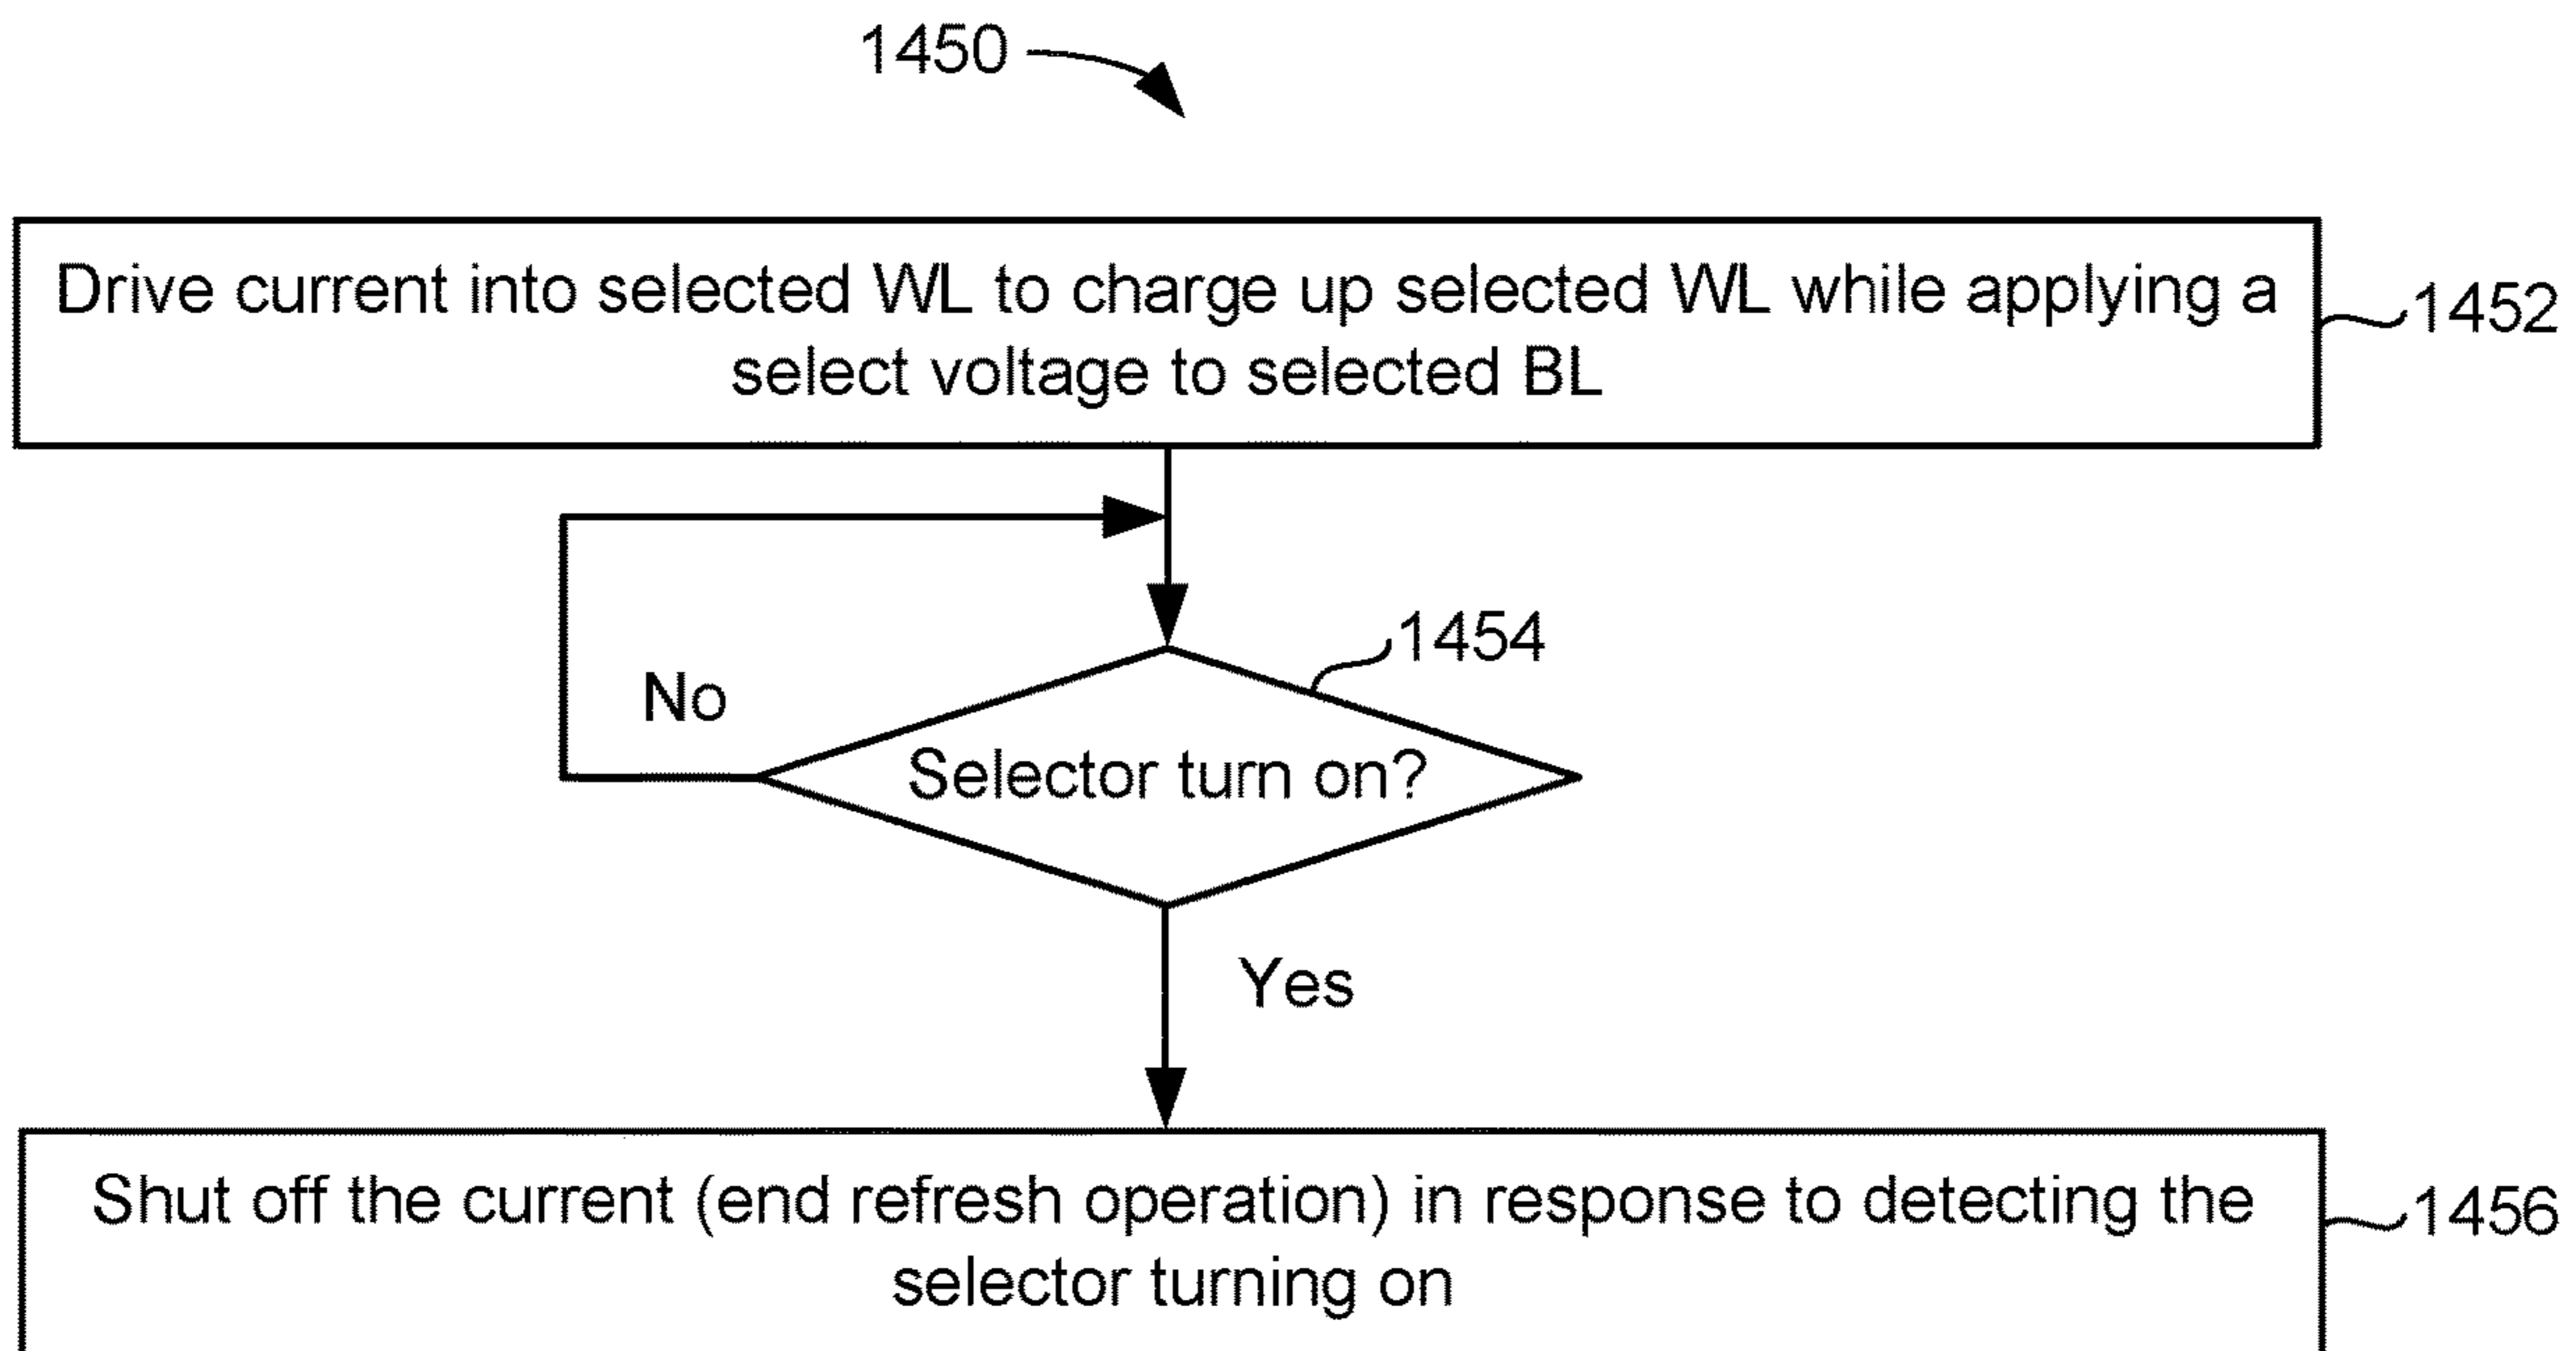 1450
Drive current into selected WL to charge up selected WL while applying a
select voltage to selected BL
1452
1454
No
Selector turn on?
Yes
Shut off the current (end refresh operation) in response to detecting the
selector turning on
1456